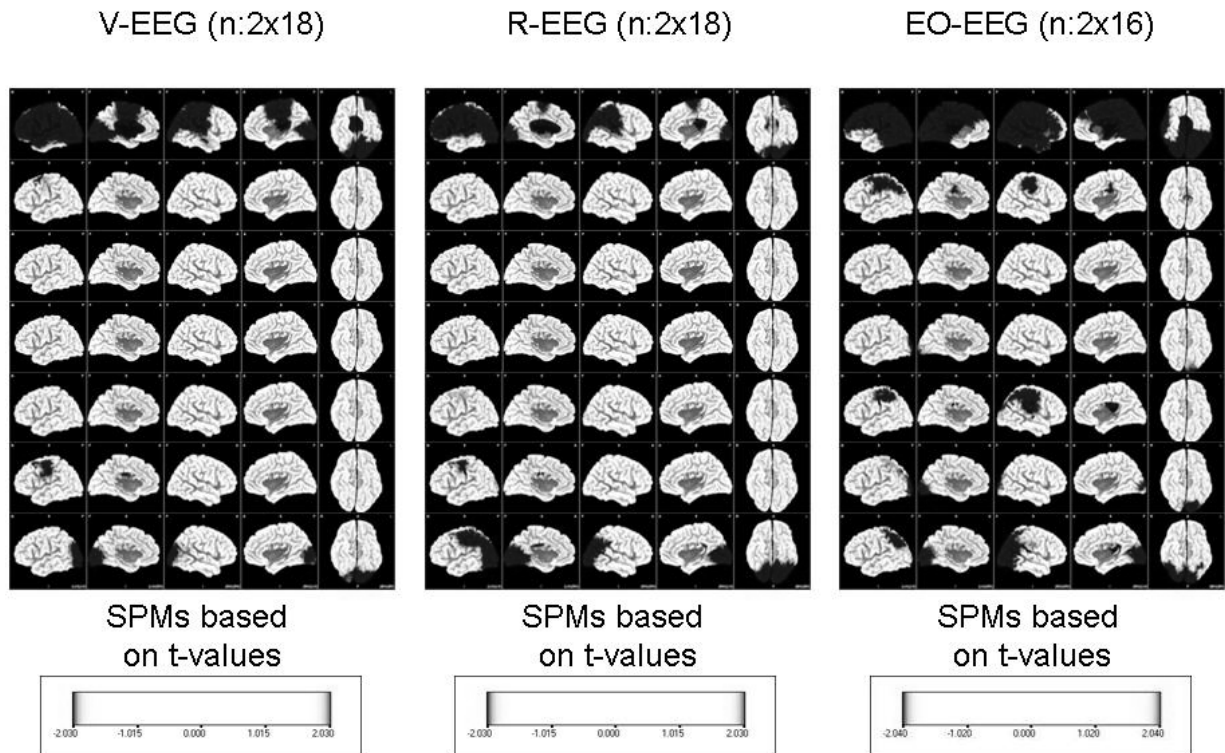 V-EEG (n:2x18)
R-EEG (n:2x18)
EO-EEG (n:2x16)
SPMs based
on t-values
SPMs based
on t-values
SPMs based
on t-values
-2.030 -1.015 0.000 1.015 2.030
-2.030 -1.015 0.000 1.015 2.030
-2.040 -1.020 0.000 1.020 2.040